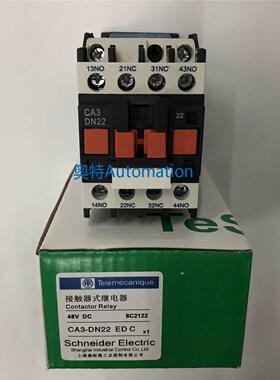 13NO 21NC 31NC 43NO
CA3
DN22
22
奥特Automation
14NO 22NC 32NC 44NO
TeS
Telemecanique
接触器式继电器
Contactor Relay
48V DC 8C2122
CA3-DN22 ED C x1
Schneider Electric
Shanghai Industrial Control Co., Ltd.